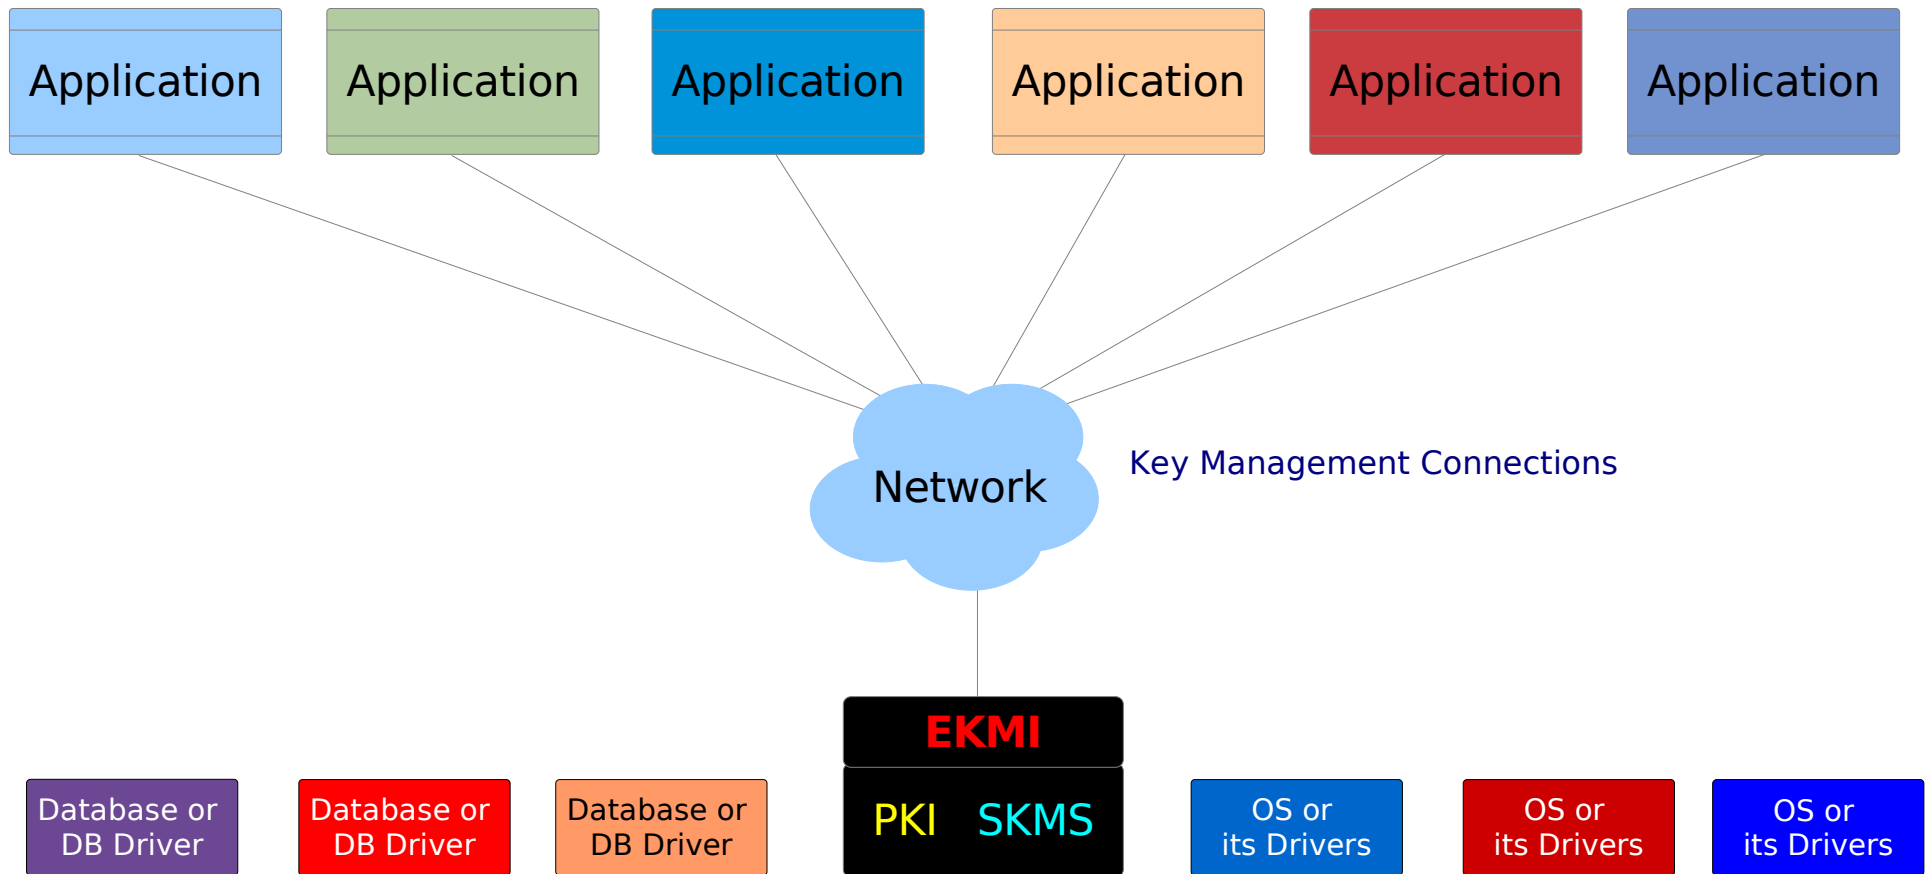 Application
Application
Application
Application
Application
Application
Network
Key Management Connections
EKMI
PKI SKMS
Database or
DB Driver
Database or
DB Driver
Database or
DB Driver
OS or
its Drivers
OS or
its Drivers
OS or
its Drivers